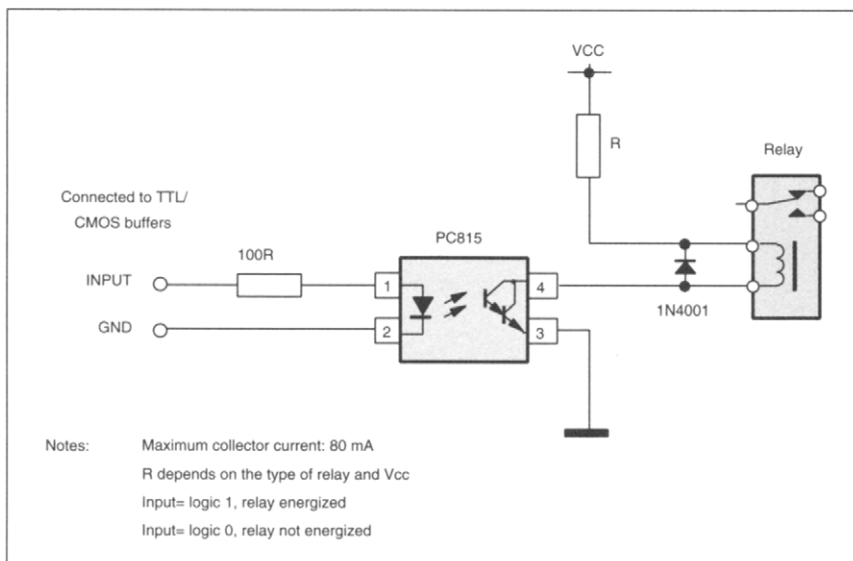 VCC
R
Relay
Connected to TTL/
CMOS buffers
PC815
100R
INPUT
1
4
1N4001
GND
2
3
Notes: Maximum collector current: 80 mA
R depends on the type of relay and Vcc
Input= logic 1, relay energized
Input= logic 0, relay not energized